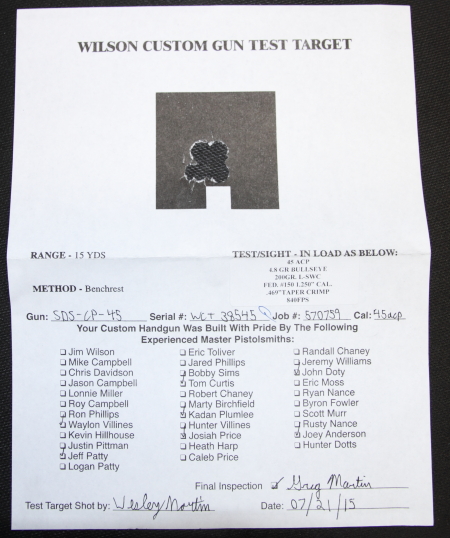 WILSON CUSTOM GUN TEST TARGET
RANGE - 15 YDS
METHOD - Benchrest
TEST/SIGHT - IN LOAD AS BELOW:
45 ACP
4.8 GR BULLSEYE
200GR. L-SWC
FED. #150 1.250" CAL.
.469" TAPER CRIMP
840FPS
Gun: SDS-CP-45 Serial #: WCT 38545 Job #: 570759 Cal: 45acp
Your Custom Handgun Was Built With Pride By The Following
Experienced Master Pistolsmiths:
Jim Wilson
Mike Campbell
Chris Davidson
Jason Campbell
Lonnie Miller
Roy Campbell
Ron Phillips
Waylon Villines
Kevin Hillhouse
Justin Pittman
Jeff Patty
Logan Patty
Eric Toliver
Jared Phillips
Bobby Sims
Tom Curtis
Robert Chaney
Marty Birchfield
Kadan Plumlee
Hunter Villines
Josiah Price
Heath Harp
Caleb Price
Randall Chaney
Jeremy Williams
John Doty
Eric Moss
Ryan Nance
Byron Fowler
Scott Murr
Rusty Nance
Joey Anderson
Hunter Dotts
Final Inspection Greg Martin
Test Target Shot by: Wesley Martin Date: 07/21/15